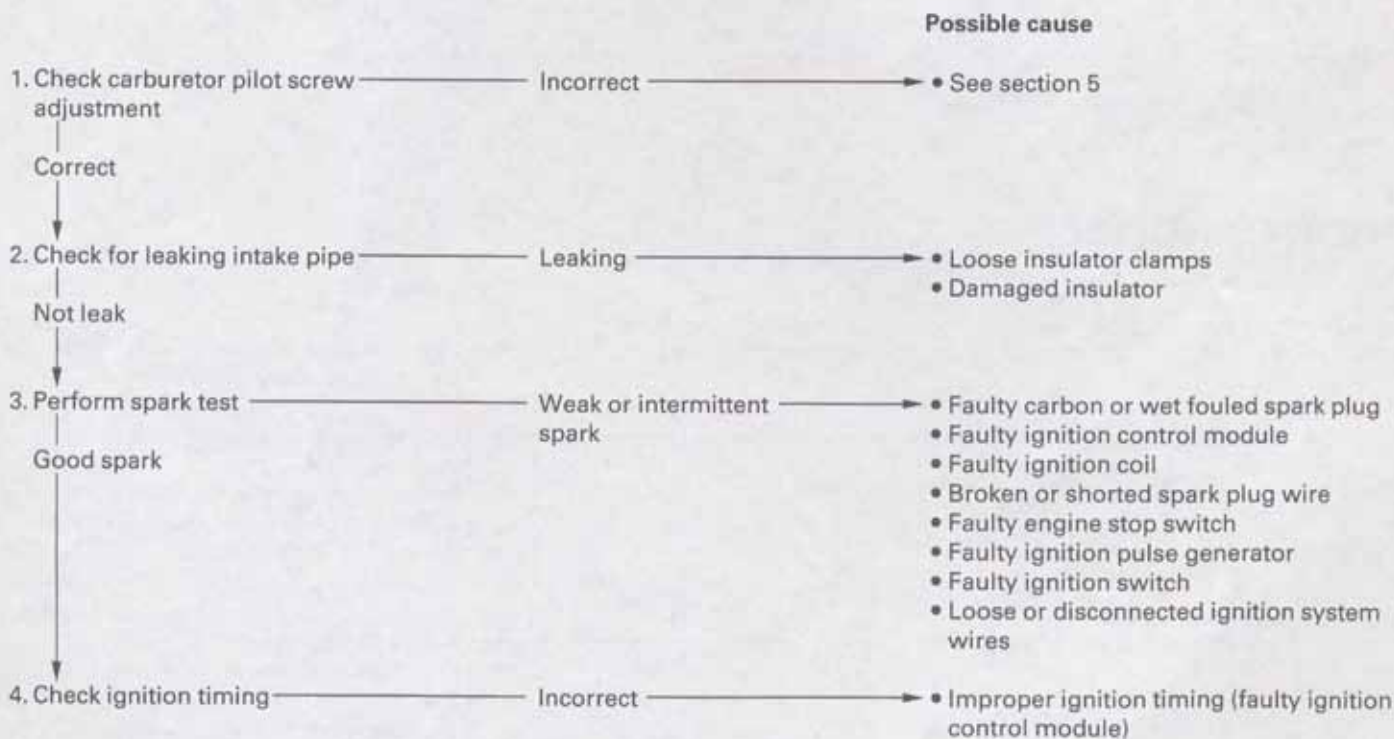 Possible cause
1. Check carburetor pilot screw adjustment
Incorrect
• See section 5
Correct
2. Check for leaking intake pipe
Leaking
• Loose insulator clamps
• Damaged insulator
Not leak
3. Perform spark test
Weak or intermittent
spark
• Faulty carbon or wet fouled spark plug
• Faulty ignition control module
• Faulty ignition coil
• Broken or shorted spark plug wire
• Faulty engine stop switch
• Faulty ignition pulse generator
• Faulty ignition switch
• Loose or disconnected ignition system
wires
Good spark
4. Check ignition timing
Incorrect
• Improper ignition timing (faulty ignition
control module)